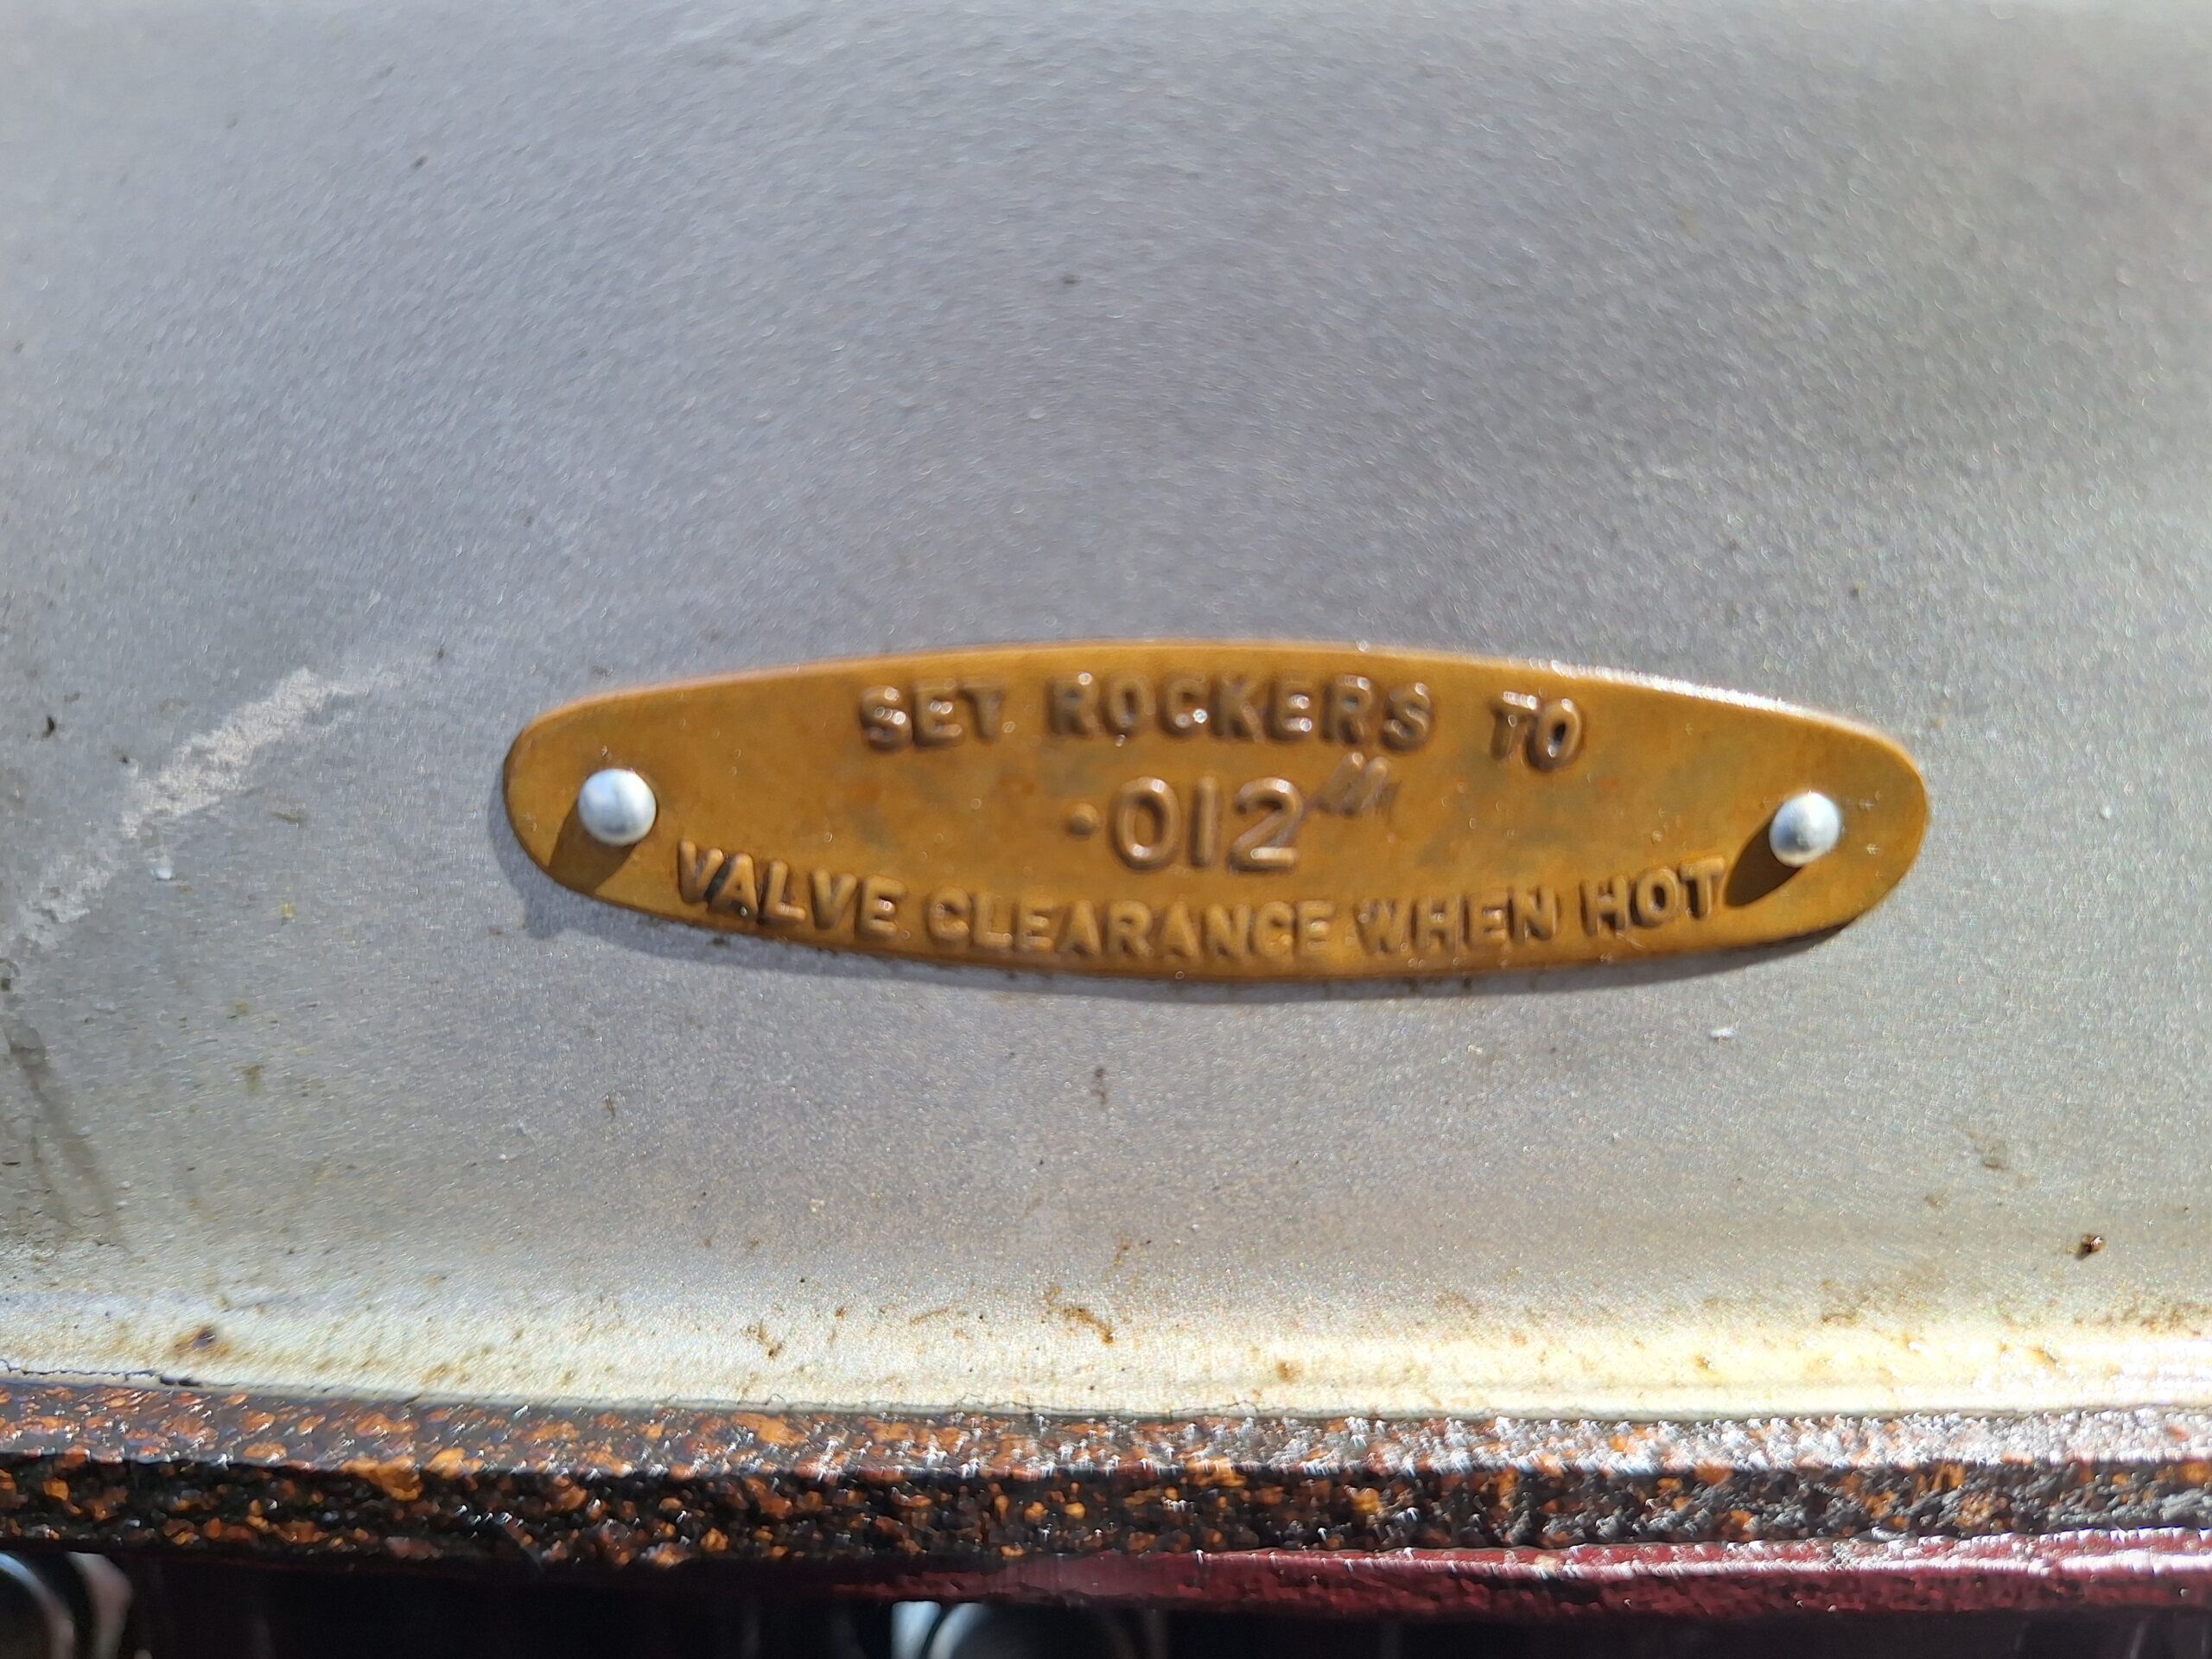 SET ROCKERS TO
·012"
VALVE CLEARANCE WHEN HOT